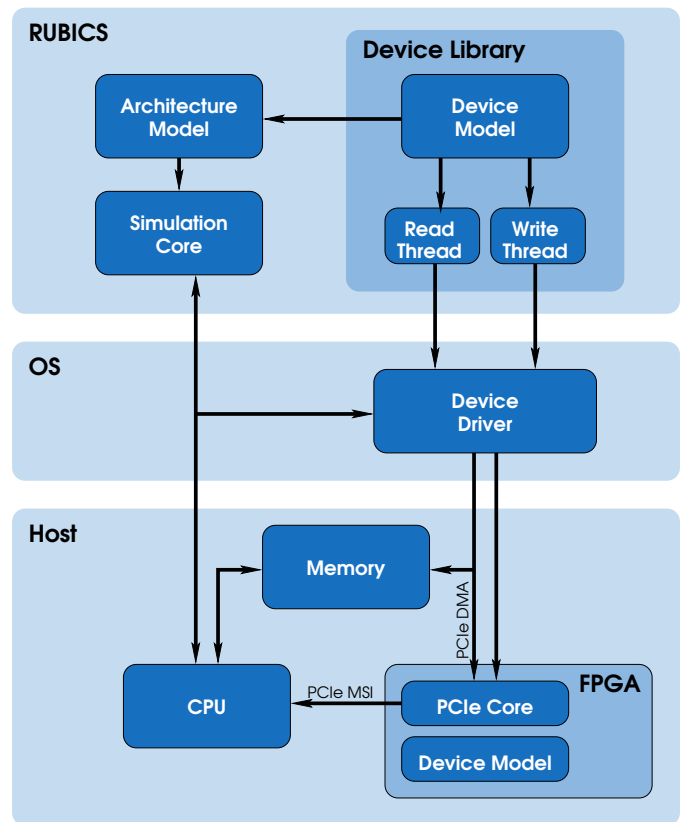 RUBICS
Device Library
Architecture
Model
Device
Model
Simulation
Core
Read
Thread
Write
Thread
OS
Device
Driver
Host
Memory
PCIe DMA
FPGA
CPU
PCIe MSI
PCIe Core
Device Model